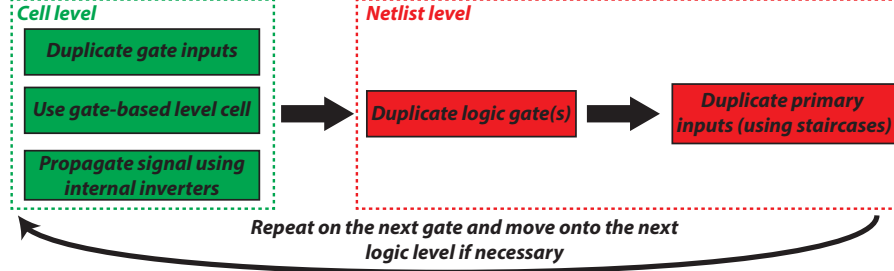 Cell level
Duplicate gate inputs
Use gate-based level cell
Propagate signal using
internal inverters
Netlist level
Duplicate logic gate(s)
Duplicate primary
inputs (using staircases)
Repeat on the next gate and move onto the next
logic level if necessary